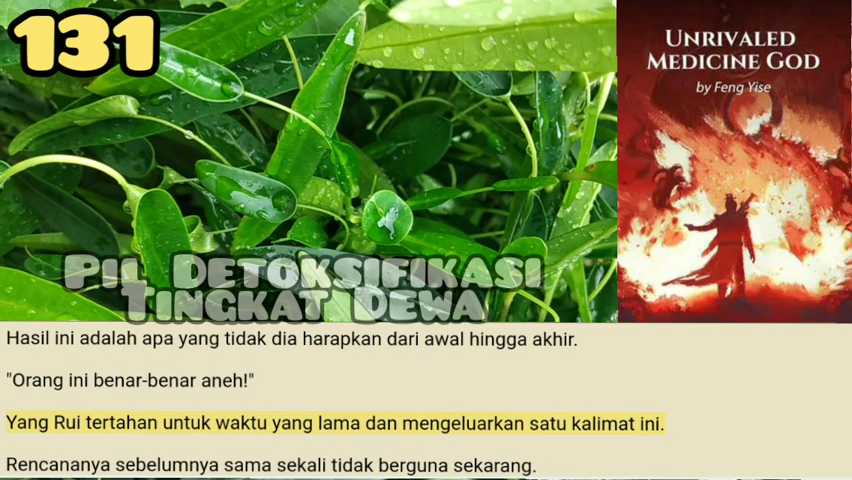 131
UNRIVALED
MEDICINE GOD
by Feng Yise
PIL DETOKSIFIKASI
TINGKAT DEWA
Hasil ini adalah apa yang tidak dia harapkan dari awal hingga akhir.
"Orang ini benar-benar aneh!"
Yang Rui tertahan untuk waktu yang lama dan mengeluarkan satu kalimat ini.
Rencananya sebelumnya sama sekali tidak berguna sekarang.